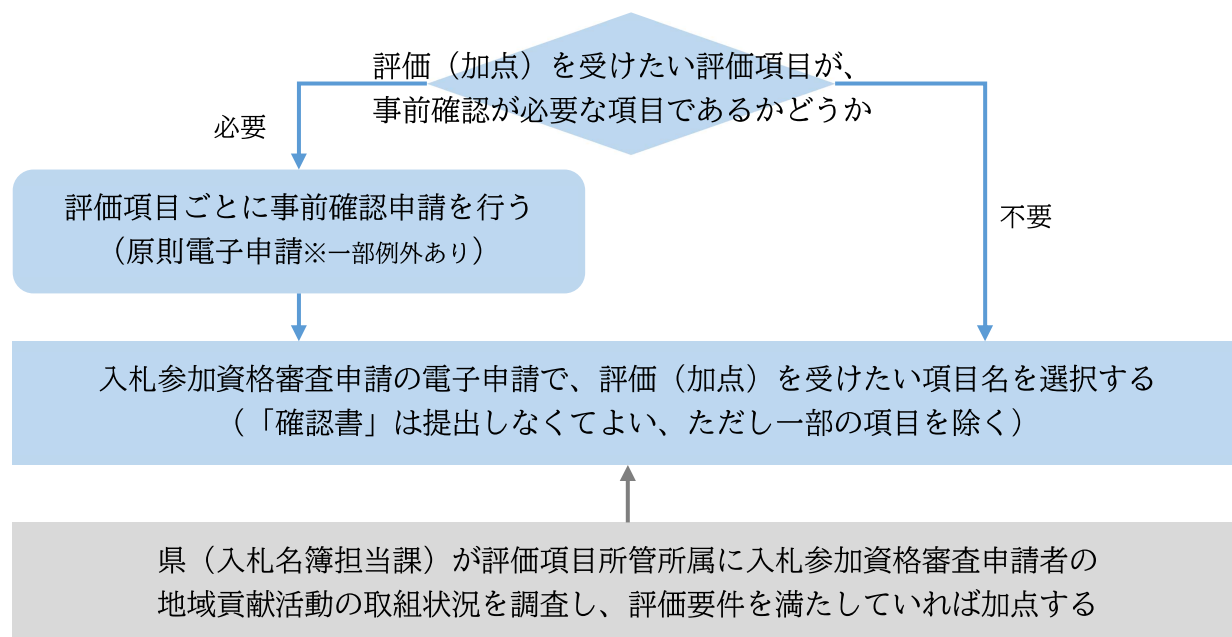 評価（加点）を受けたい評価項目が、
事前確認が必要な項目であるかどうか
必要
不要
評価項目ごとに事前確認申請を行う
（原則電子申請※一部例外あり）
入札参加資格審査申請の電子申請で、評価（加点）を受けたい項目名を選択する
（「確認書」は提出しなくてよい、ただし一部の項目を除く）
県（入札名簿担当課）が評価項目所管所属に入札参加資格審査申請者の
地域貢献活動の取組状況を調査し、評価要件を満たしていれば加点する